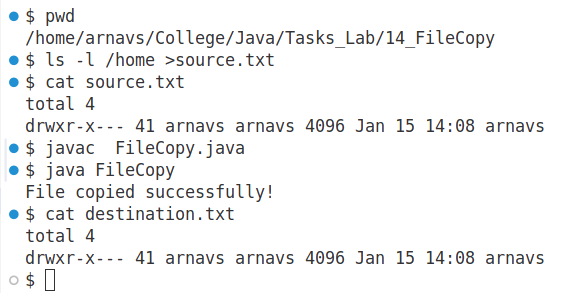 $ pwd
/home/arnavs/College/Java/Tasks_Lab/14_FileCopy
$ ls -l /home >source.txt
$ cat source.txt
total 4
drwxr-x--- 41 arnavs arnavs 4096 Jan 15 14:08 arnavs
$ javac  FileCopy.java
$ java FileCopy
File copied successfully!
$ cat destination.txt
total 4
drwxr-x--- 41 arnavs arnavs 4096 Jan 15 14:08 arnavs
$